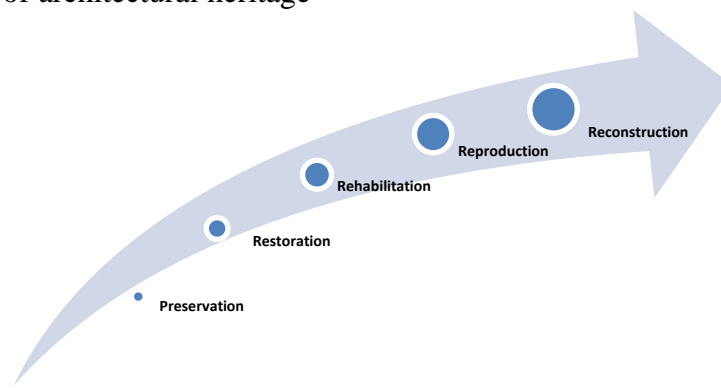 of architectural heritage
Reconstruction
Reproduction
Rehabilitation
Restoration
Preservation